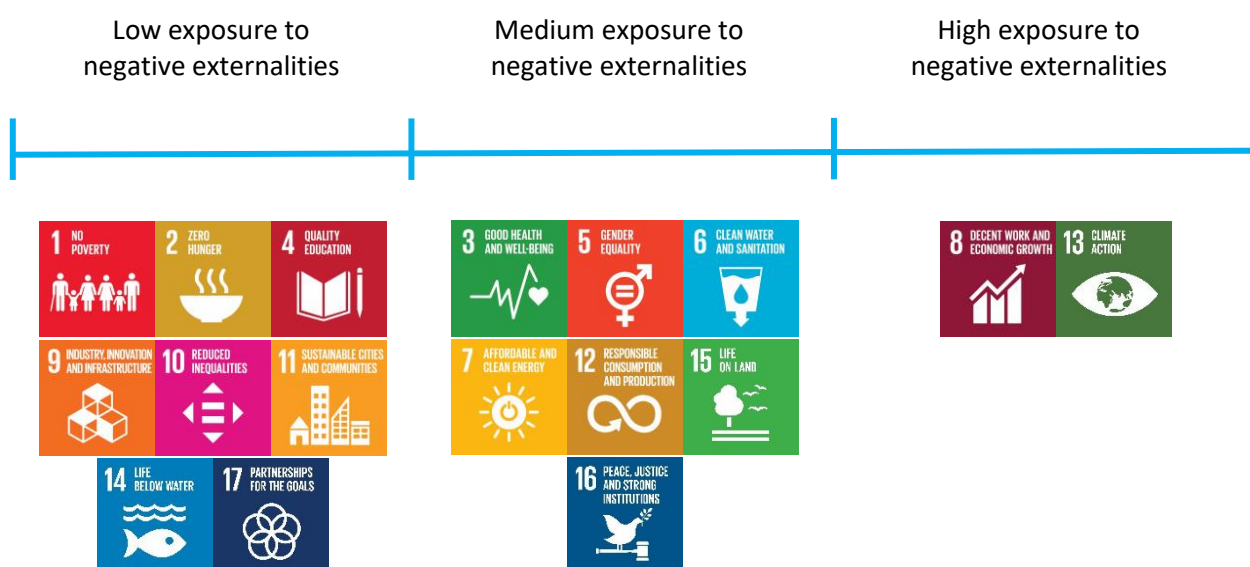 Low exposure to
negative externalities
Medium exposure to
negative externalities
High exposure to
negative externalities
1 NO
POVERTY
2 ZERO
HUNGER
4 QUALITY
EDUCATION
3 GOOD HEALTH
AND WELL-BEING
5 GENDER
EQUALITY
6 CLEAN WATER
AND SANITATION
8 DECENT WORK AND
ECONOMIC GROWTH
13 CLIMATE
ACTION
9 INDUSTRY, INNOVATION
AND INFRASTRUCTURE
10 REDUCED
INEQUALITIES
11 SUSTAINABLE CITIES
AND COMMUNITIES
7 AFFORDABLE AND
CLEAN ENERGY
12 RESPONSIBLE
CONSUMPTION
AND PRODUCTION
15 LIFE
ON LAND
14 LIFE
BELOW WATER
17 PARTNERSHIPS
FOR THE GOALS
16 PEACE, JUSTICE
AND STRONG
INSTITUTIONS